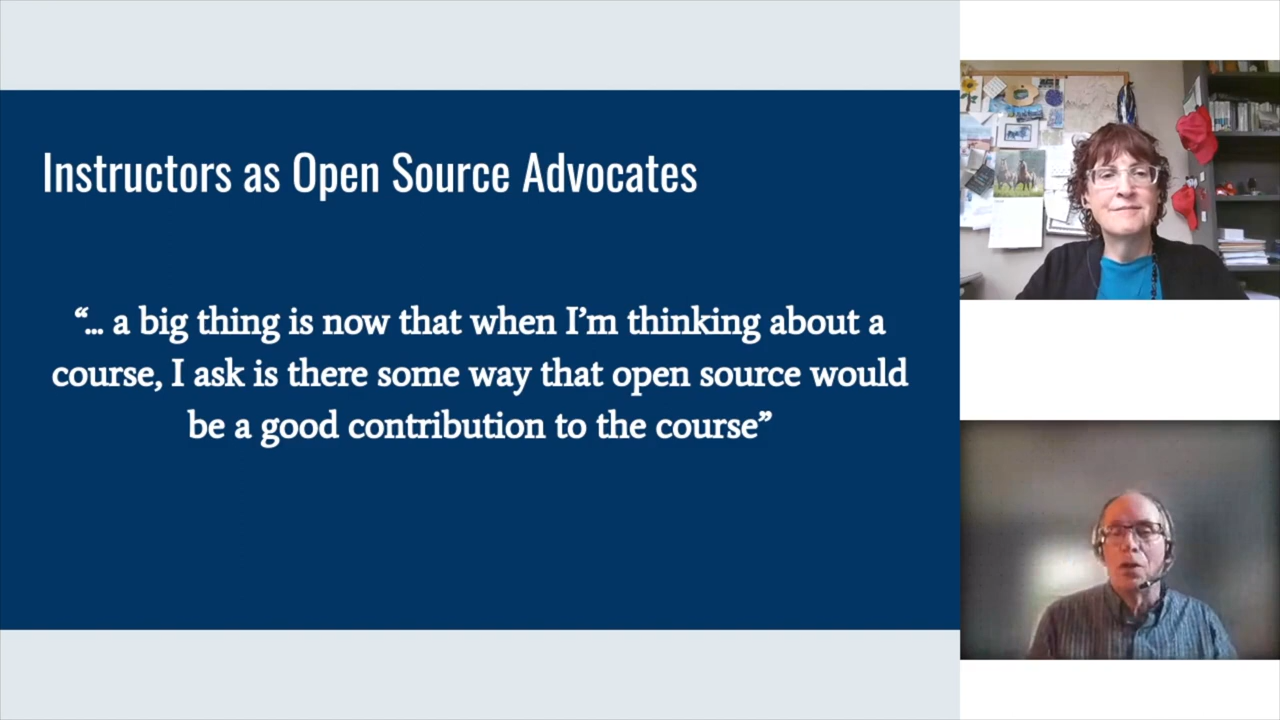 Instructors as Open Source Advocates
“... a big thing is now that when I’m thinking about a
course, I ask is there some way that open source would
be a good contribution to the course”